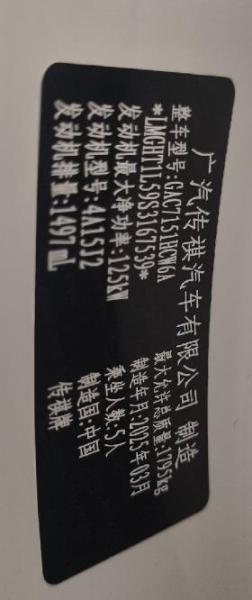 广汽传祺汽车有限公司 制造
整车型号:GAC7151HCW6A 最大允许总质量:1795kg
*LMGHT1L59S3167539* 制造年月:2025年03月
发动机最大净功率:125kW 乘坐人数:5人
发动机型号:4A15J2 制造国:中国
发动机排量:1497mL 传祺牌